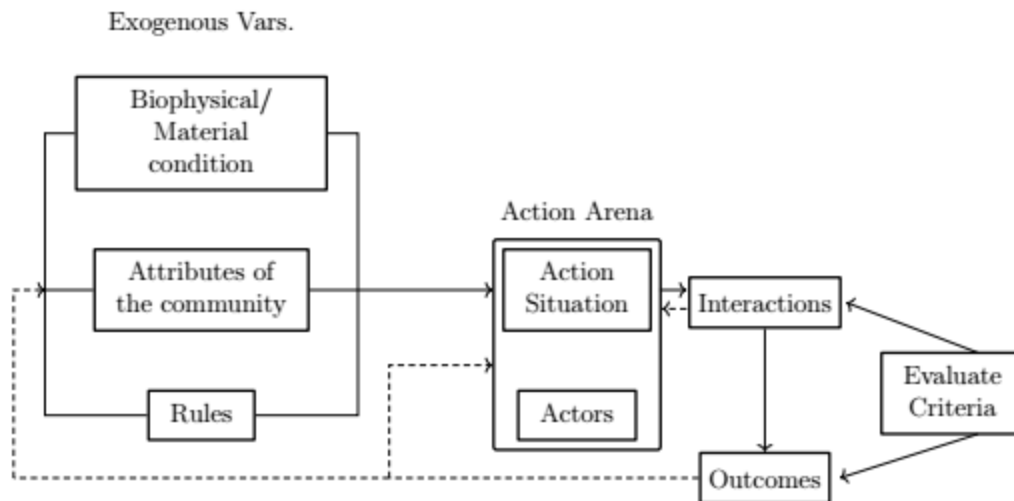 Exogenous Vars.
Biophysical/
Material
condition
Attributes of
the community
Rules
Action Arena
Action
Situation
Actors
Interactions
Outcomes
Evaluate
Criteria